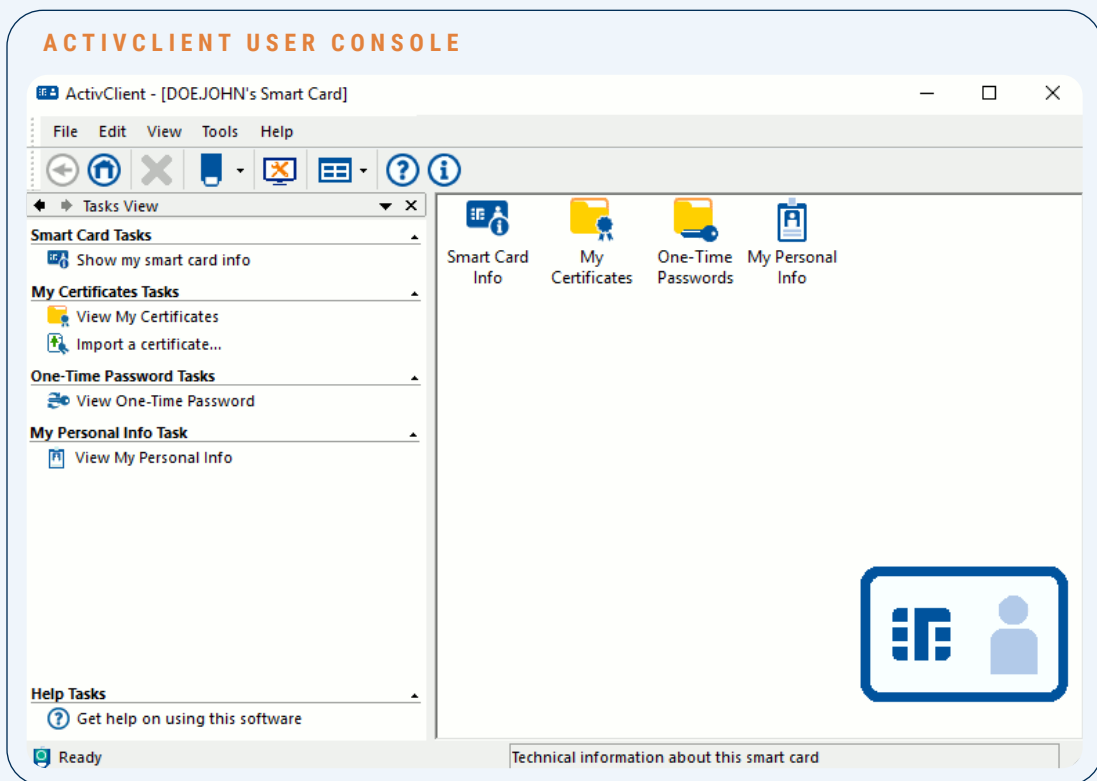 ACTIVCLIENT USER CONSOLE
ActivClient - [DOE.JOHN's Smart Card]
File Edit View Tools Help
Tasks View
Smart Card Tasks
Show my smart card info
My Certificates Tasks
View My Certificates
Import a certificate...
One-Time Password Tasks
View One-Time Password
My Personal Info Task
View My Personal Info
Help Tasks
Get help on using this software
Smart Card
Info
My
Certificates
One-Time
Passwords
My Personal
Info
Ready
Technical information about this smart card